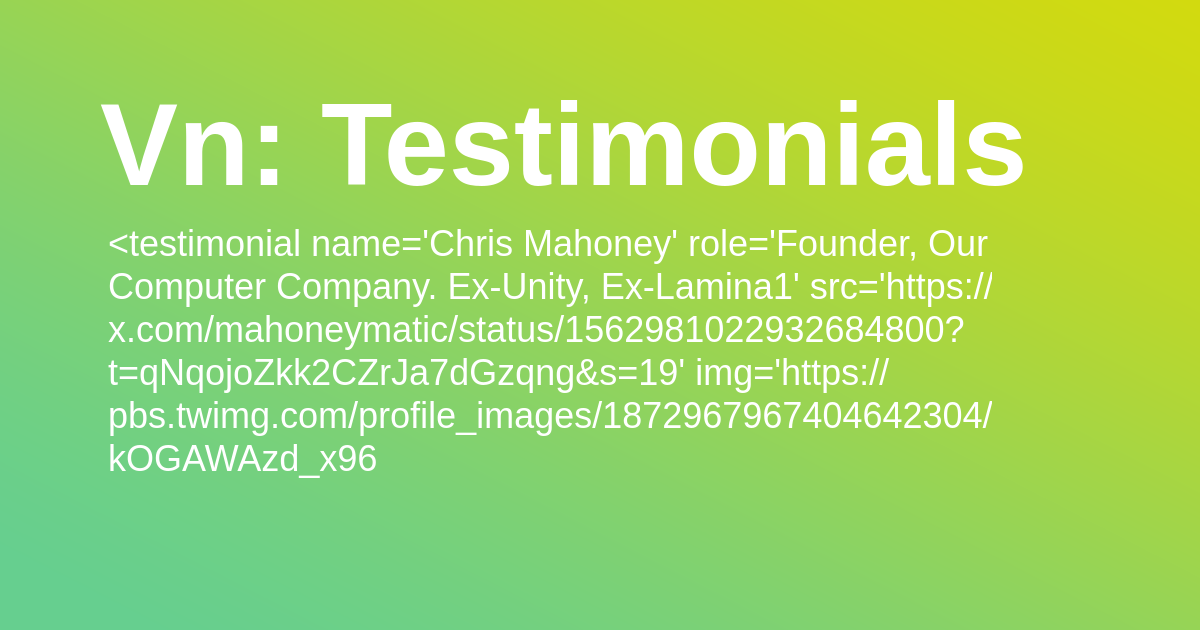 Vn: Testimonials
<testimonial name='Chris Mahoney' role='Founder, Our
Computer Company. Ex-Unity, Ex-Lamina1' src='https://
x.com/mahoneymatic/status/1562981022932684800?
t=qNqojoZkk2CZrJa7dGzqng&s=19' img='https://
pbs.twimg.com/profile_images/1872967967404642304/
kOGAWAzd_x96